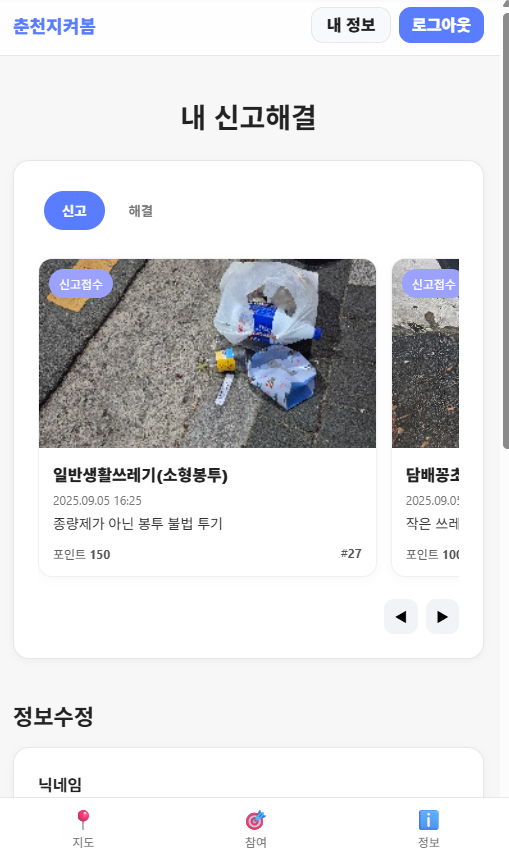 춘천지켜봄
내 정보
로그아웃
내 신고해결
신고
해결
신고접수
일반생활쓰레기(소형봉투)
2025.09.05 16:25
종량제가 아닌 봉투 불법 투기
포인트 150
#27
신고접수
담배꽁초
2025.09.05
작은 쓰레
포인트 100
◀
▶
정보수정
닉네임
지도
참여
정보